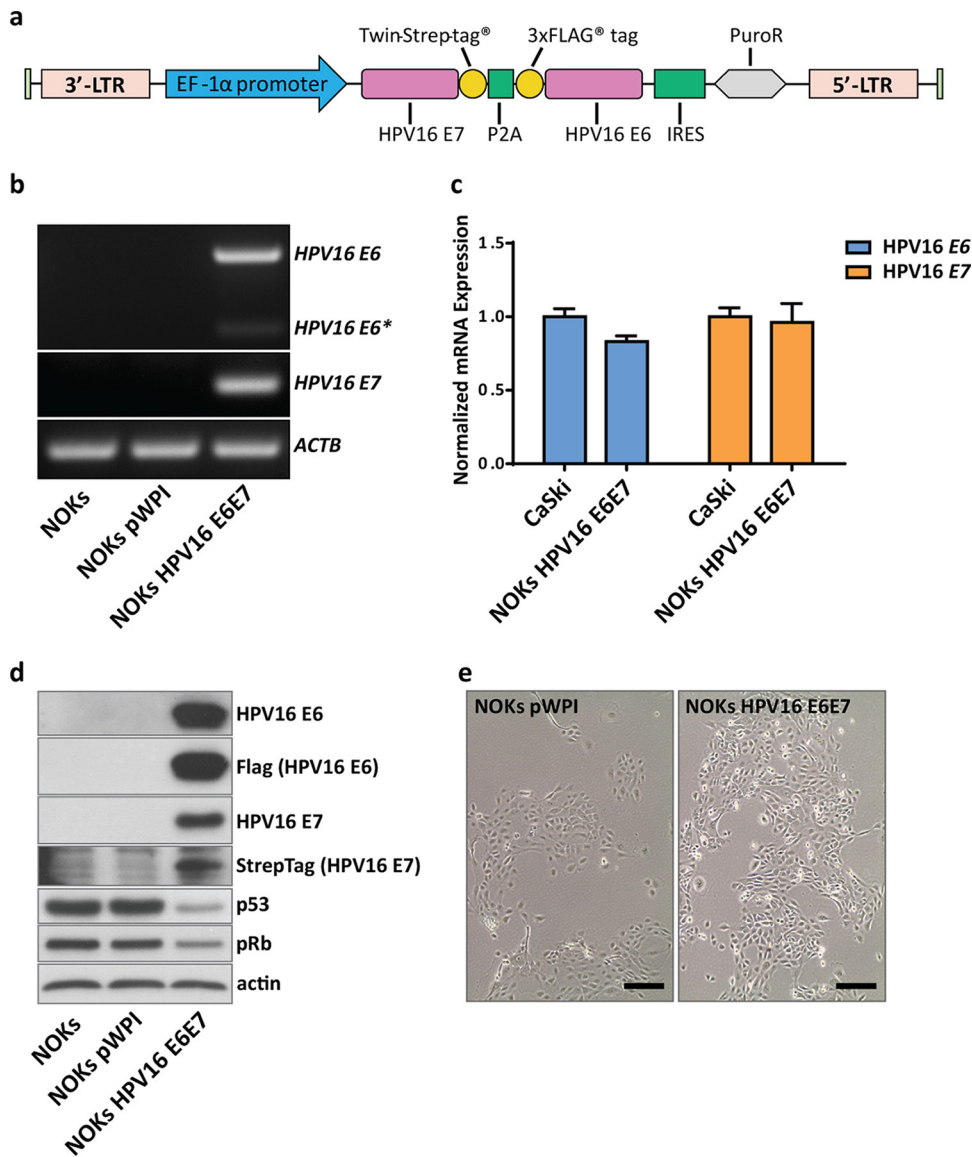 a
Twin-Strep-tag®
3xFLAG® tag
PuroR
3’-LTR
EF-1α promoter
5’-LTR
HPV16 E7
P2A
HPV16 E6
IRES
b
HPV16 E6
HPV16 E6*
HPV16 E7
ACTB
NOKs
NOKs pWPI
NOKs HPV16 E6E7
c
Normalized mRNA Expression
1.5
1.0
0.5
0.0
CaSki
NOKs HPV16 E6E7
CaSki
NOKs HPV16 E6E7
HPV16 E6
HPV16 E7
d
HPV16 E6
Flag (HPV16 E6)
HPV16 E7
StrepTag (HPV16 E7)
p53
pRb
actin
NOKs
NOKs pWPI
NOKs HPV16 E6E7
e
NOKs pWPI
NOKs HPV16 E6E7